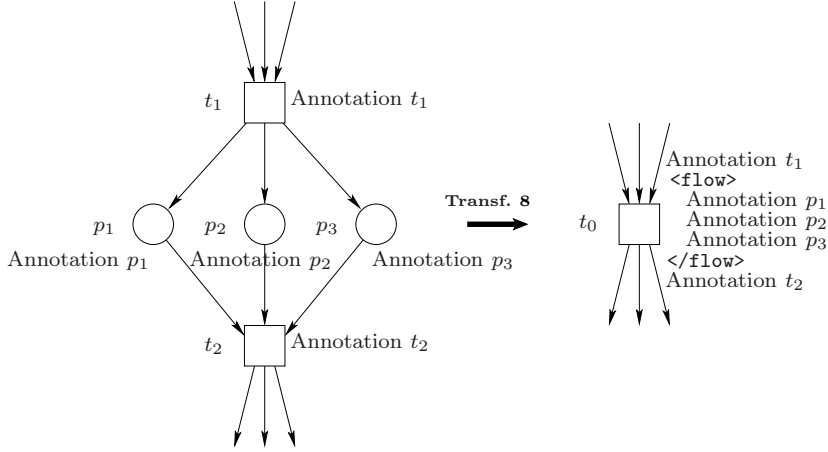 t1 Annotation t1
p1 p2 p3
Annotation p1 Annotation p2 Annotation p3
t2 Annotation t2
Transf. 8
t0
Annotation t1
<flow>
Annotation p1
Annotation p2
Annotation p3
</flow>
Annotation t2